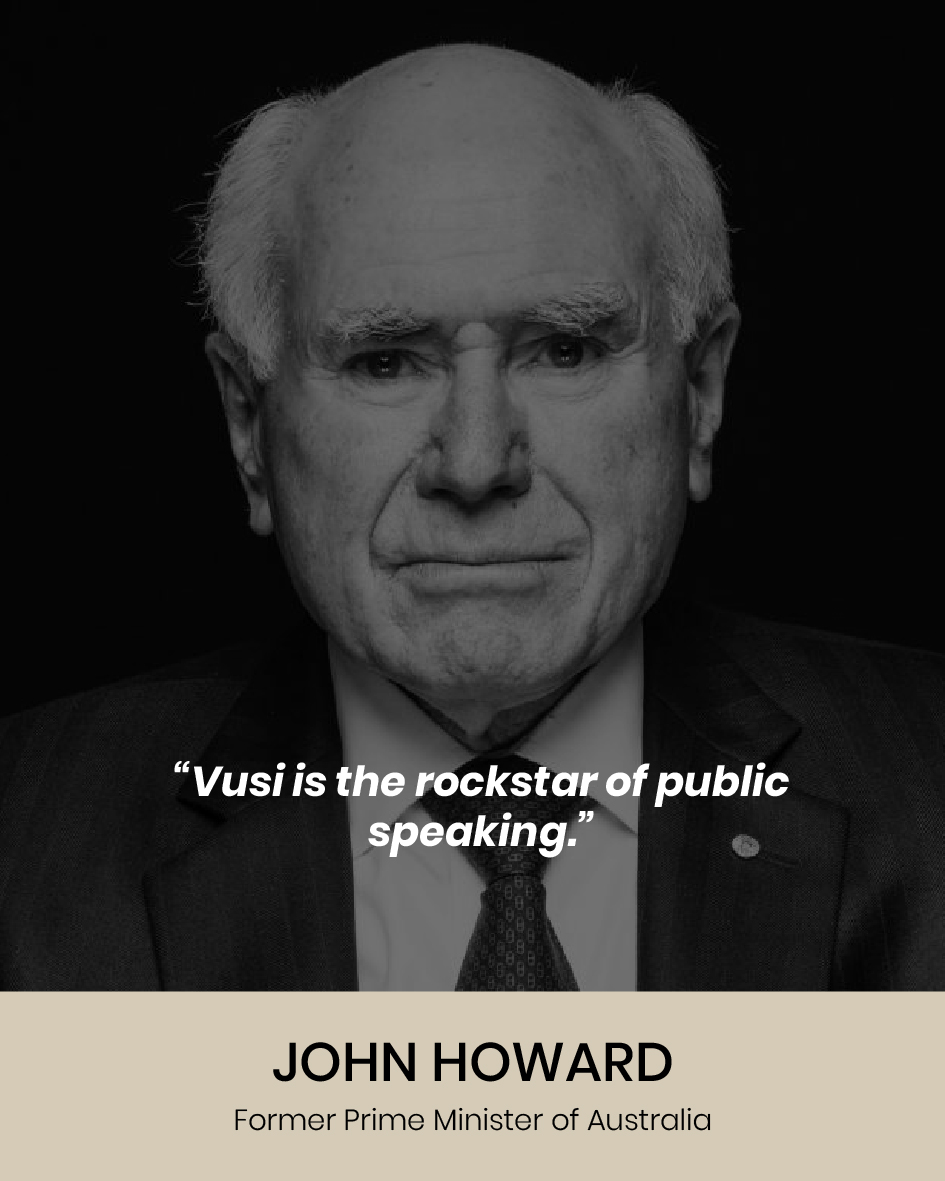 “Vusi is the rockstar of public
speaking.”
JOHN HOWARD
Former Prime Minister of Australia